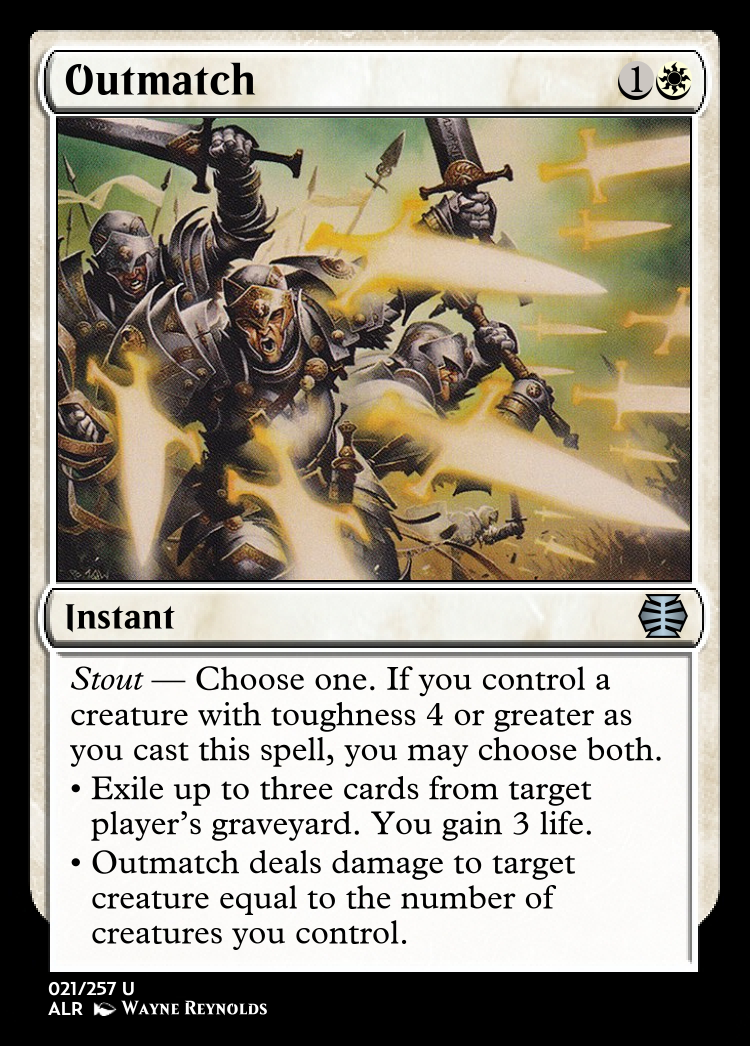 Outmatch 1
Instant
Stout — Choose one. If you control a
creature with toughness 4 or greater as
you cast this spell, you may choose both.
• Exile up to three cards from target
player's graveyard. You gain 3 life.
• Outmatch deals damage to target
creature equal to the number of
creatures you control.
021/257 U
ALR Wayne Reynolds